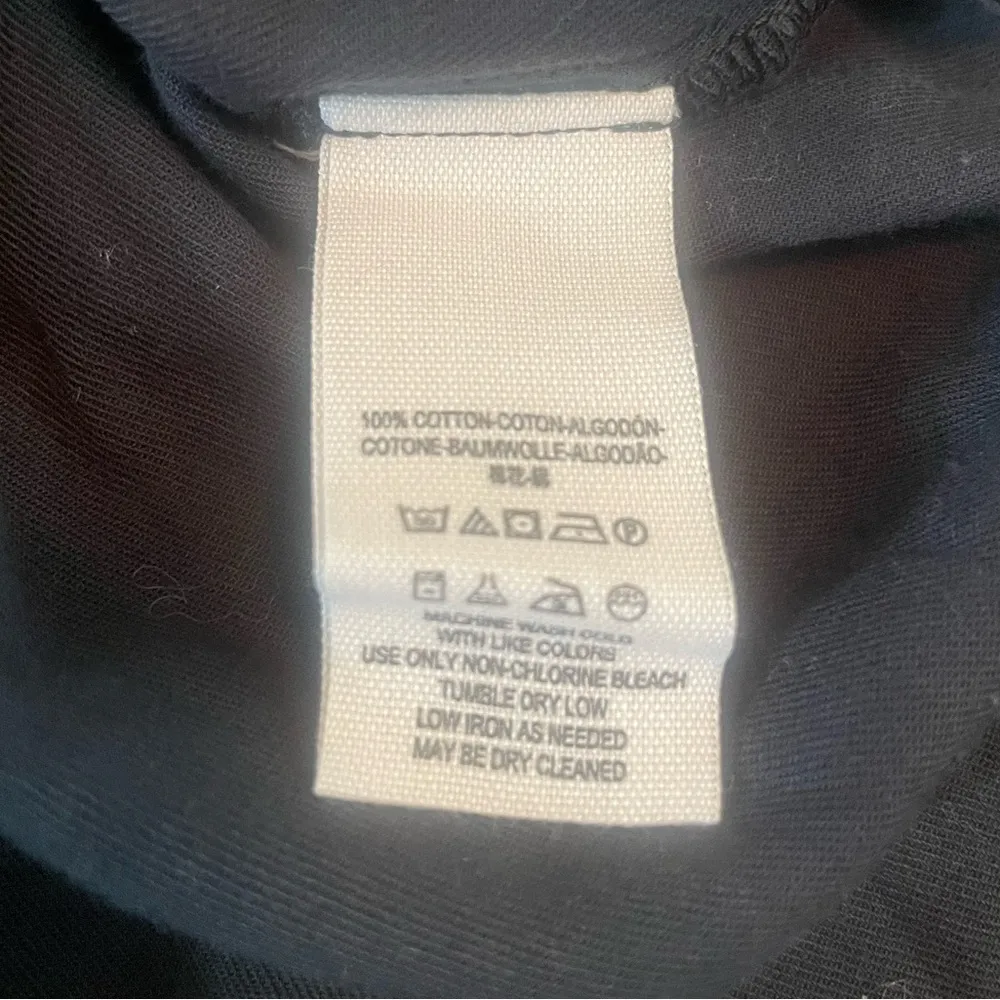 100% COTTON-COTON-ALGODÓN-
COTONE-BAUMWOLLE-ALGODÃO-
MACHINE WASH COLD
WITH LIKE COLORS
USE ONLY NON-CHLORINE BLEACH
TUMBLE DRY LOW
LOW IRON AS NEEDED
MAY BE DRY CLEANED